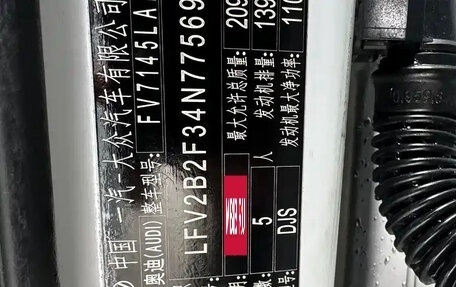 中国 一汽-大众汽车有限公司
奥迪(AUDI) 整车型号: FV7145LA
LFV2B2F34N77569
最大允许总质量: 209
5 人 发动机排量: 139
DJS 发动机最大净功率: 110